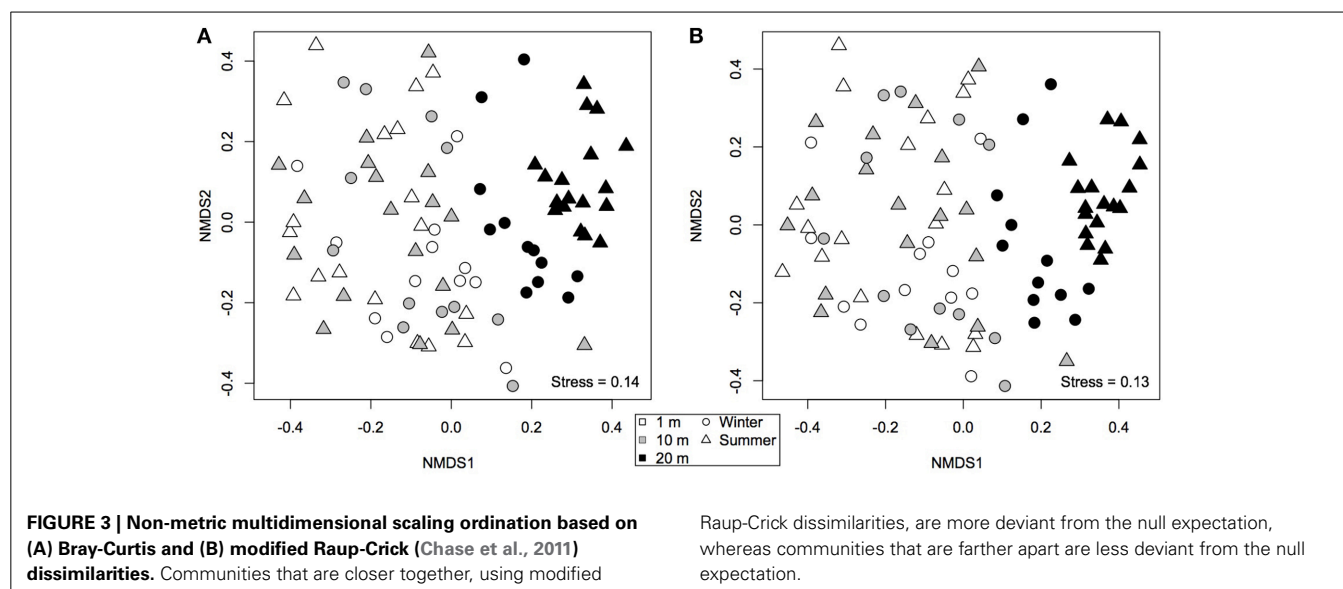 A
B
0.4
0.2
0.0
-0.2
-0.4
NMDS2
Stress = 0.14
-0.4 -0.2 0.0 0.2 0.4
NMDS1
0.4
0.2
0.0
-0.2
-0.4
NMDS2
Stress = 0.13
-0.4 -0.2 0.0 0.2 0.4
NMDS1
1 m Winter
10 m Summer
20 m
FIGURE 3 | Non-metric multidimensional scaling ordination based on
(A) Bray-Curtis and (B) modified Raup-Crick (Chase et al., 2011)
dissimilarities. Communities that are closer together, using modified
Raup-Crick dissimilarities, are more deviant from the null expectation,
whereas communities that are farther apart are less deviant from the null
expectation.